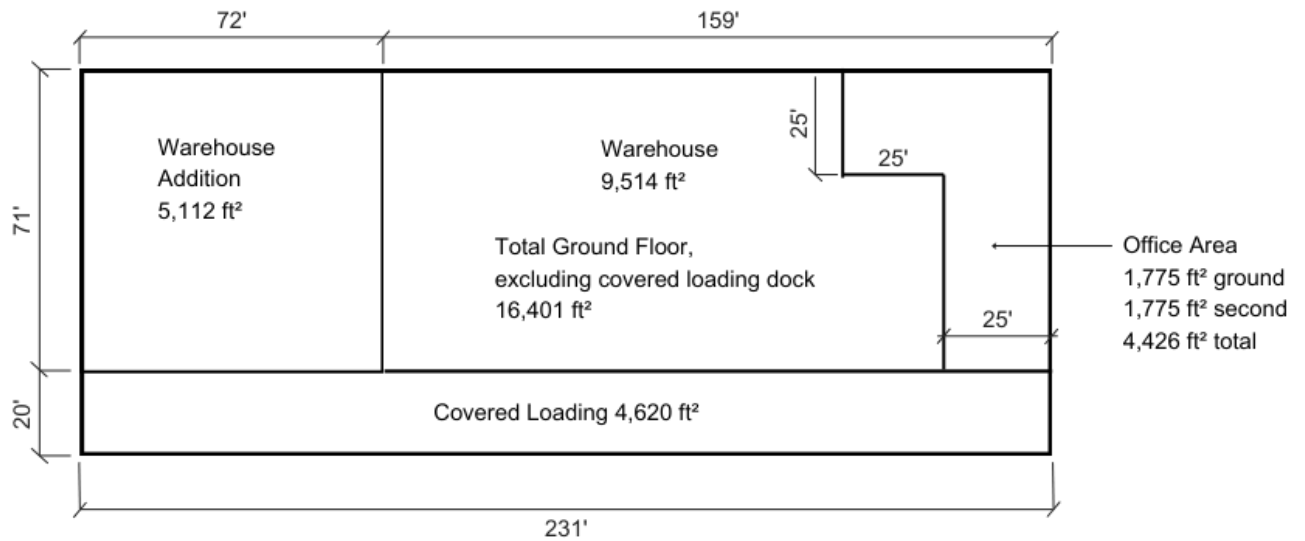 72'
159'
71'
20'
Warehouse
Addition
5,112 ft²
Warehouse
9,514 ft²
25'
25'
Total Ground Floor,
excluding covered loading dock
16,401 ft²
25'
Office Area
1,775 ft² ground
1,775 ft² second
4,426 ft² total
Covered Loading 4,620 ft²
231'